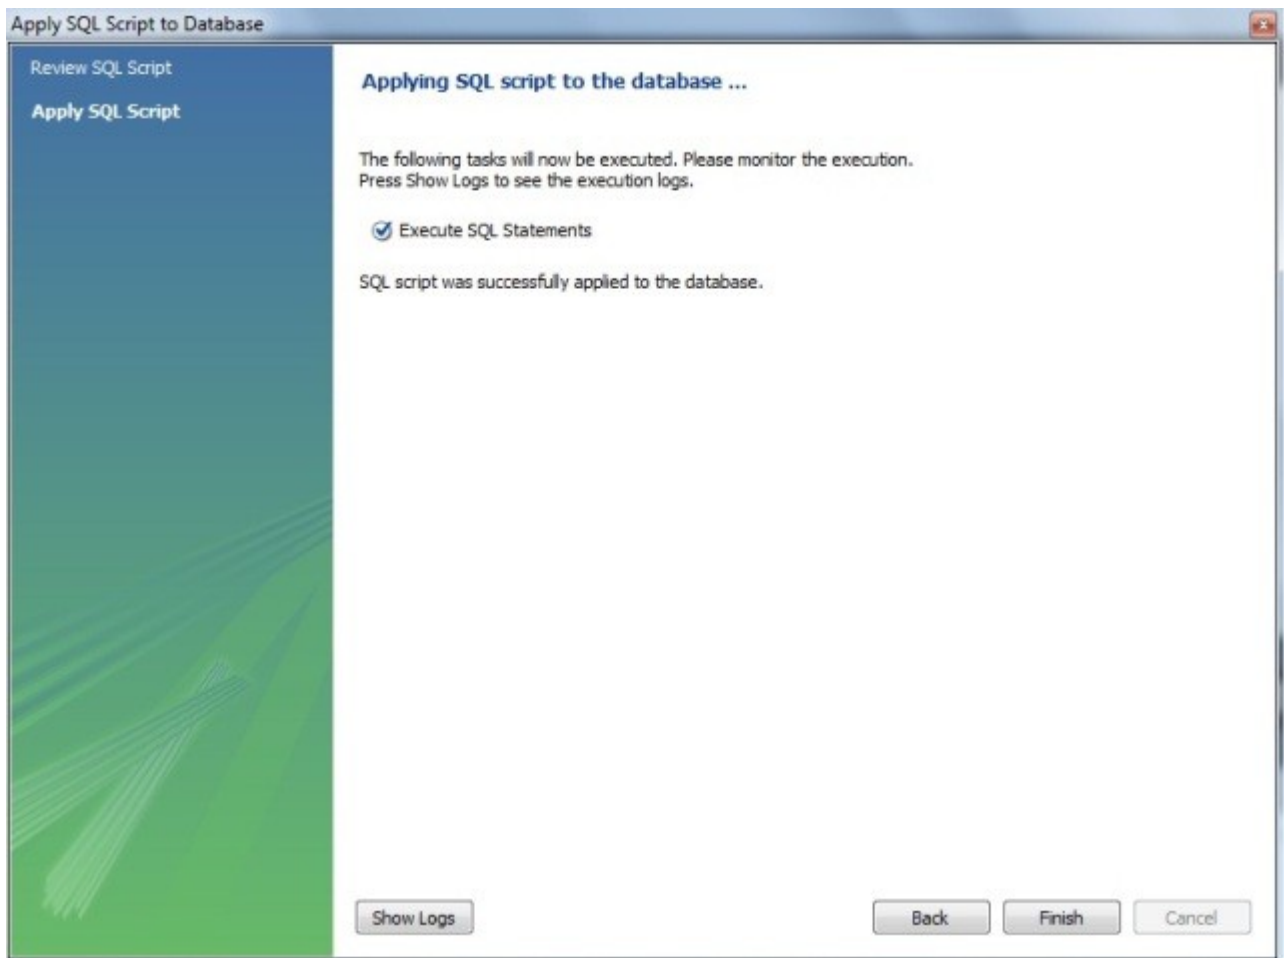 Apply SQL Script to Database
Review SQL Script
Apply SQL Script
Applying SQL script to the database ...
The following tasks will now be executed. Please monitor the execution.
Press Show Logs to see the execution logs.
Execute SQL Statements
SQL script was successfully applied to the database.
Show Logs
Back
Finish
Cancel